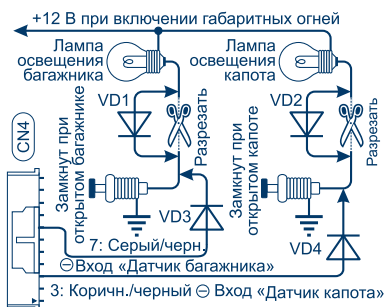 +12 В при включении габаритных огней
Лампа
освещения
багажника
Лампа
освещения
капота
VD1
VD2
Разрезать
Разрезать
CN4
Замкнут при
открытом багажнике
Замкнут при
открытом капоте
VD3
VD4
7: Серый/черн.
⊖Вход «Датчик багажника»
3: Коричн./черный ⊖ Вход «Датчик капота»